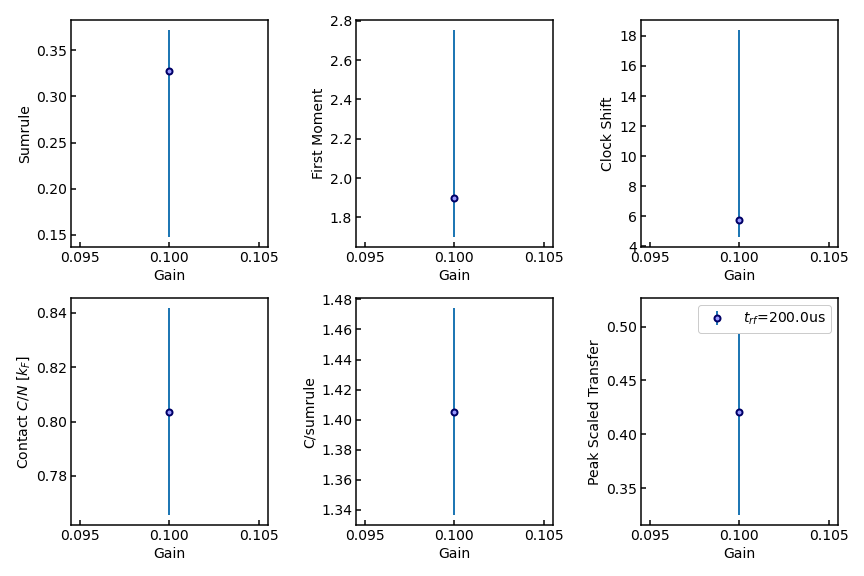 Sumrule
0.35
0.30
0.25
0.20
0.15
0.095 0.100 0.105
Gain
First Moment
2.8
2.6
2.4
2.2
2.0
1.8
0.095 0.100 0.105
Gain
Clock Shift
18
16
14
12
10
8
6
4
0.095 0.100 0.105
Gain
Contact C/N [k_F]
0.84
0.82
0.80
0.78
0.095 0.100 0.105
Gain
C/sumrule
1.48
1.46
1.44
1.42
1.40
1.38
1.36
1.34
0.095 0.100 0.105
Gain
Peak Scaled Transfer
0.50
0.45
0.40
0.35
t_rf=200.0us
0.095 0.100 0.105
Gain